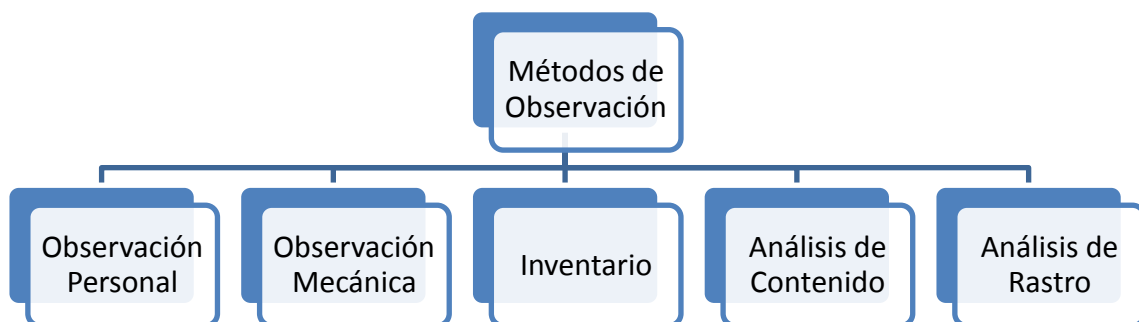 Métodos de
Observación
Observación
Personal
Observación
Mecánica
Inventario
Análisis de
Contenido
Análisis de
Rastro